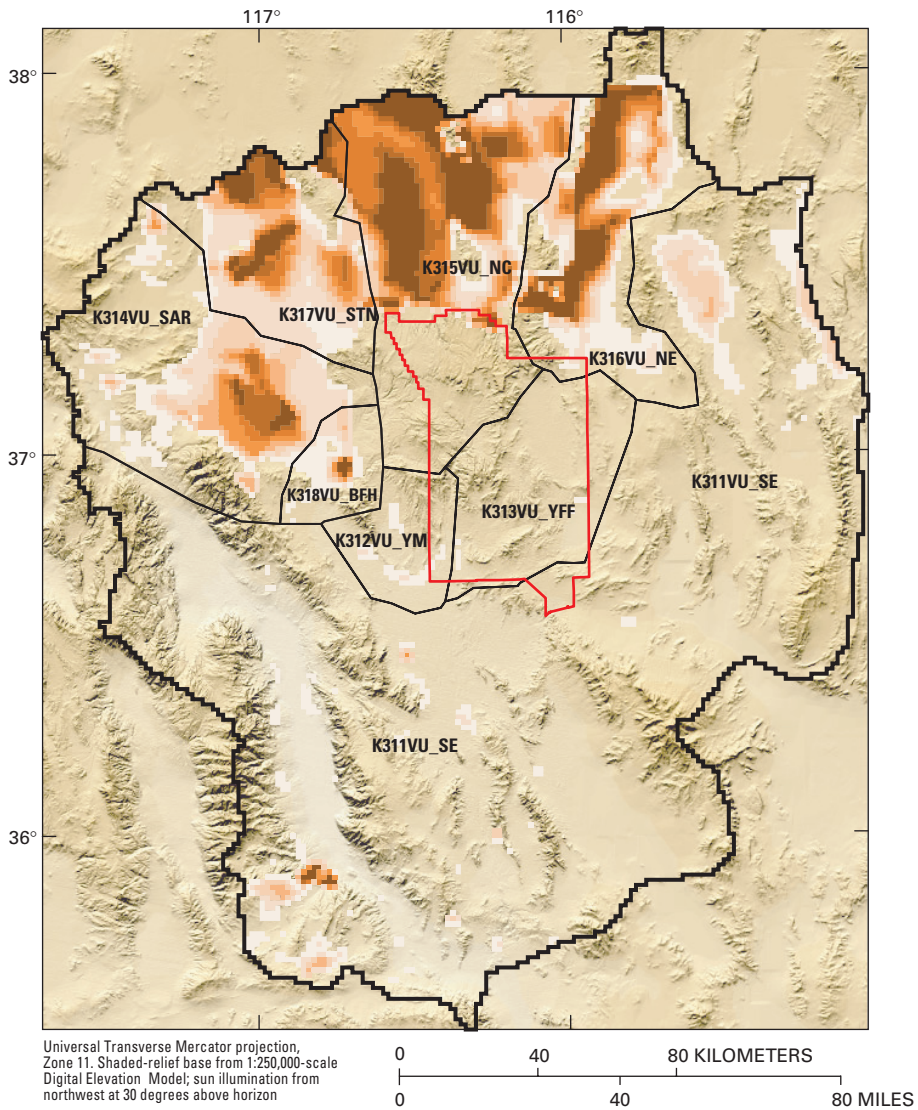 117° 116°
38°
K315VU_NC
K314VU_SAR
K317VU_STN
K316VU_NE
37°
K311VU_SE
K318VU_BFH
K313VU_YFF
K312VU_YM
K311VU_SE
36°
Universal Transverse Mercator projection,
Zone 11. Shaded-relief base from 1:250,000-scale
Digital Elevation Model; sun illumination from
northwest at 30 degrees above horizon
0 40 80 KILOMETERS
0 40 80 MILES